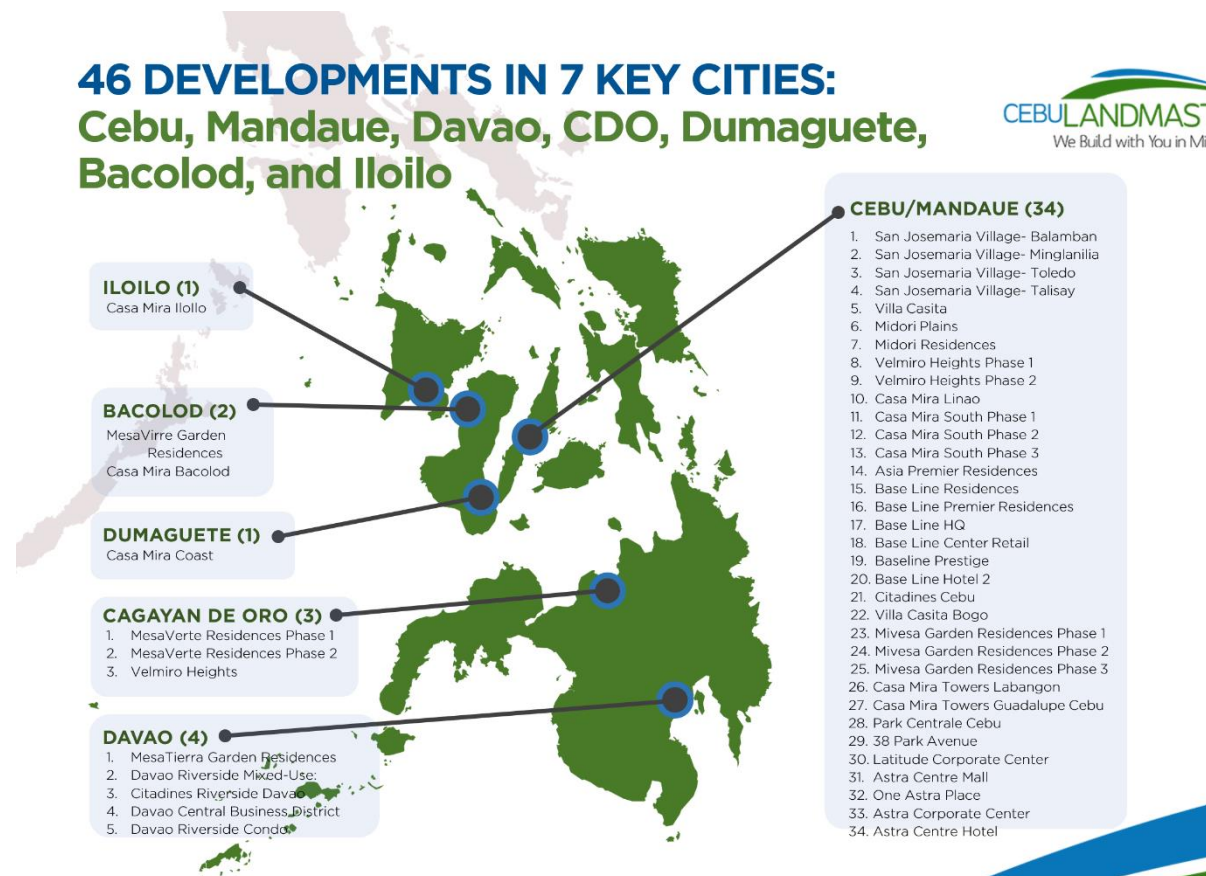 46 DEVELOPMENTS IN 7 KEY CITIES:
Cebu, Mandaue, Davao, CDO, Dumaguete,
Bacolod, and Iloilo
CEBULANDMAST
We Build with You in Mi
ILOILO (1)
Casa Mira Ilollo
BACOLOD (2)
MesaVirre Garden
Residences
Casa Mira Bacolod
DUMAGUETE (1)
Casa Mira Coast
CAGAYAN DE ORO (3)
1. MesaVerte Residences Phase 1
2. MesaVerte Residences Phase 2
3. Velmiro Heights
DAVAO (4)
1. MesaTierra Garden Residences
2. Davao Riverside Mixed-Use:
3. Citadines Riverside Davao
4. Davao Central Business District
5. Davao Riverside Condo
CEBU/MANDAUE (34)
1. San Josemaria Village- Balamban
2. San Josemaria Village- Minglanilia
3. San Josemaria Village- Toledo
4. San Josemaria Village- Talisay
5. Villa Casita
6. Midori Plains
7. Midori Residences
8. Velmiro Heights Phase 1
9. Velmiro Heights Phase 2
10. Casa Mira Linao
11. Casa Mira South Phase 1
12. Casa Mira South Phase 2
13. Casa Mira South Phase 3
14. Asia Premier Residences
15. Base Line Residences
16. Base Line Premier Residences
17. Base Line HQ
18. Base Line Center Retail
19. Baseline Prestige
20. Base Line Hotel 2
21. Citadines Cebu
22. Villa Casita Bogo
23. Mivesa Garden Residences Phase 1
24. Mivesa Garden Residences Phase 2
25. Mivesa Garden Residences Phase 3
26. Casa Mira Towers Labangon
27. Casa Mira Towers Guadalupe Cebu
28. Park Centrale Cebu
29. 38 Park Avenue
30. Latitude Corporate Center
31. Astra Centre Mall
32. One Astra Place
33. Astra Corporate Center
34. Astra Centre Hotel